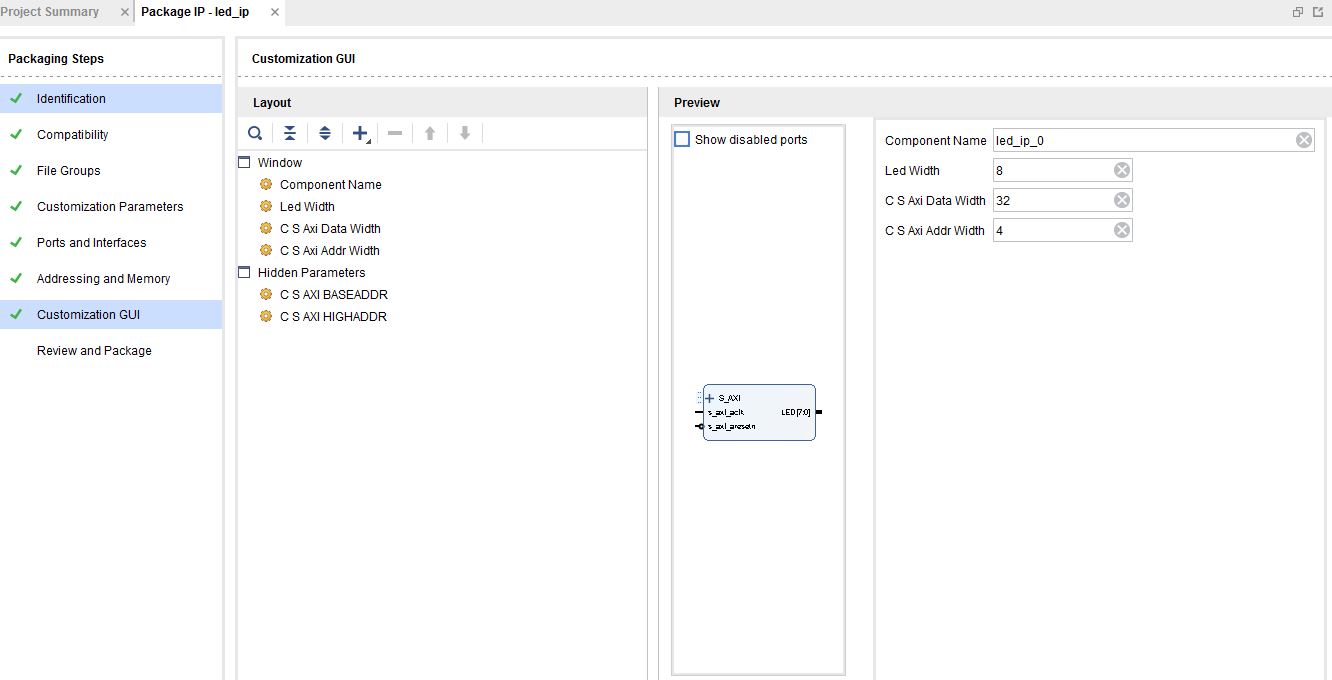 Project Summary
Package IP - led_ip
Packaging Steps
Identification
Compatibility
File Groups
Customization Parameters
Ports and Interfaces
Addressing and Memory
Customization GUI
Review and Package
Customization GUI
Layout
Window
Component Name
Led Width
C S Axi Data Width
C S Axi Addr Width
Hidden Parameters
C S AXI BASEADDR
C S AXI HIGHADDR
Preview
Show disabled ports
S_AXI
s_axi_aclk
LED[7:0]
s_axi_aresetn
Component Name led_ip_0
Led Width 8
C S Axi Data Width 32
C S Axi Addr Width 4